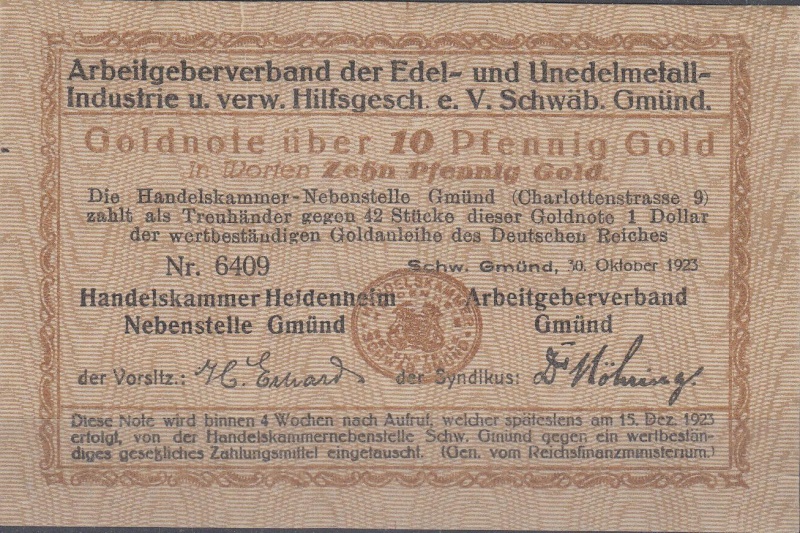 Arbeitgeberverband der Edel- und Unedelmetall-
Industrie u. verw. Hilfsgesch. e. V. Schwäb. Gmünd.
Goldnote über 10 Pfennig Gold
in Worten Zehn Pfennig Gold.
Die Handelskammer-Nebenstelle Gmünd (Charlottenstrasse 9)
zahlt als Treuhänder gegen 42 Stücke dieser Goldnote 1 Dollar
der wertbeständigen Goldanleihe des Deutschen Reiches
Nr. 6409 Schw. Gmünd, 30. Oktober 1923
Handelskammer Heidenheim Arbeitgeberverband
Nebenstelle Gmünd Gmünd
der Vorsitz.: der Syndikus: Dr Möhring.
Diese Note wird binnen 4 Wochen nach Aufruf, welcher spätestens am 15. Dez. 1923
erfolgt, von der Handelskammernebenstelle Schw. Gmünd gegen ein wertbestän-
diges gesetzliches Zahlungsmittel eingetauscht. (Gen. vom Reichsfinanzministerium.)